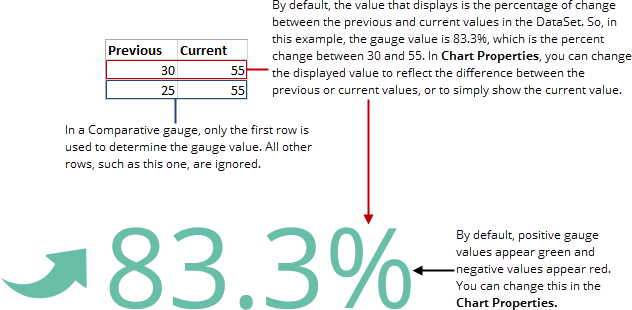 By default, the value that displays is the percentage of change
between the previous and current values in the DataSet. So, in
this example, the gauge value is 83.3%, which is the percent
change between 30 and 55. In Chart Properties, you can change
the displayed value to reflect the difference between the
previous or current values, or to simply show the current value.
Previous Current
30 55
25 55
In a Comparative gauge, only the first row is
used to determine the gauge value. All other
rows, such as this one, are ignored.
83.3%
By default, positive gauge
values appear green and
negative values appear red.
You can change this in the
Chart Properties.